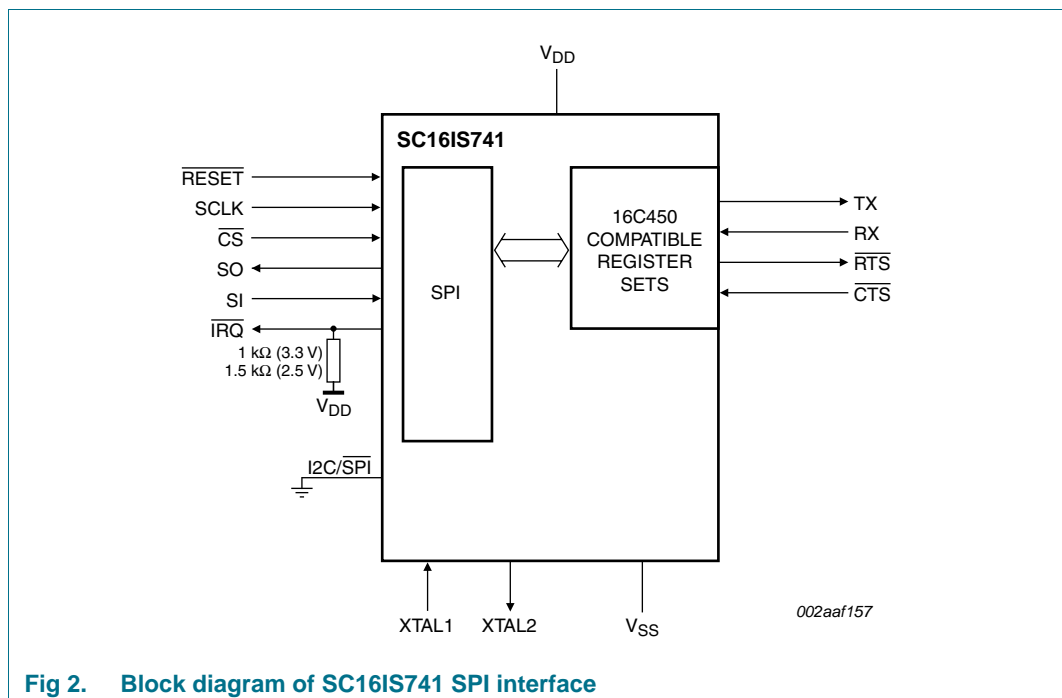 VDD
SC16IS741
RESET
SCLK
CS
SO
SI
IRQ
1 kΩ (3.3 V)
1.5 kΩ (2.5 V)
VDD
I2C/SPI
SPI
16C450
COMPATIBLE
REGISTER
SETS
TX
RX
RTS
CTS
XTAL1
XTAL2
VSS
002aaf157
Fig 2. Block diagram of SC16IS741 SPI interface